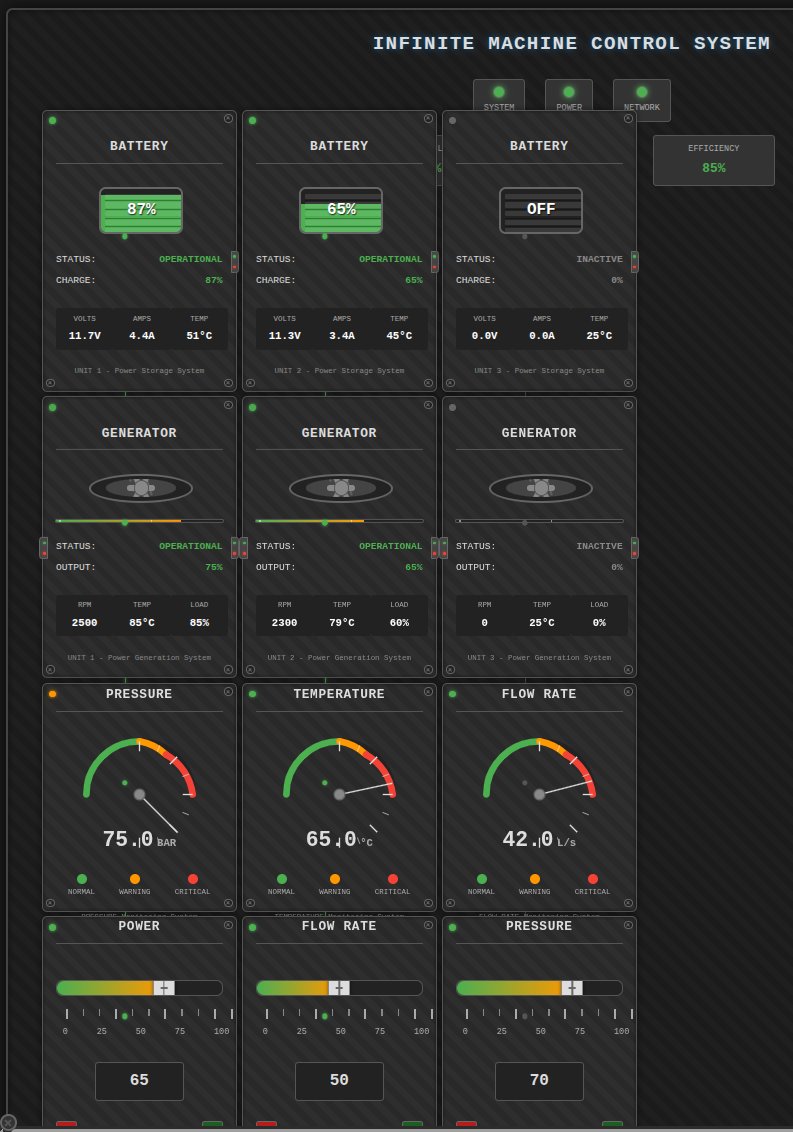 INFINITE MACHINE CONTROL SYSTEM
SYSTEM POWER NETWORK
EFFICIENCY
85%
BATTERY BATTERY BATTERY
87% 65% OFF
STATUS: OPERATIONAL STATUS: OPERATIONAL STATUS: INACTIVE
CHARGE: 87% CHARGE: 65% CHARGE: 0%
VOLTS AMPS TEMP VOLTS AMPS TEMP VOLTS AMPS TEMP
11.7V 4.4A 51°C 11.3V 3.4A 45°C 0.0V 0.0A 25°C
UNIT 1 - Power Storage System UNIT 2 - Power Storage System UNIT 3 - Power Storage System
GENERATOR GENERATOR GENERATOR
STATUS: OPERATIONAL STATUS: OPERATIONAL STATUS: INACTIVE
OUTPUT: 75% OUTPUT: 65% OUTPUT: 0%
RPM TEMP LOAD RPM TEMP LOAD RPM TEMP LOAD
2500 85°C 85% 2300 79°C 60% 0 25°C 0%
UNIT 1 - Power Generation System UNIT 2 - Power Generation System UNIT 3 - Power Generation System
PRESSURE TEMPERATURE FLOW RATE
75.0 BAR 65.0 °C 42.0 L/s
NORMAL WARNING CRITICAL NORMAL WARNING CRITICAL NORMAL WARNING CRITICAL
POWER FLOW RATE PRESSURE
0 25 50 75 100 0 25 50 75 100 0 25 50 75 100
65 50 70